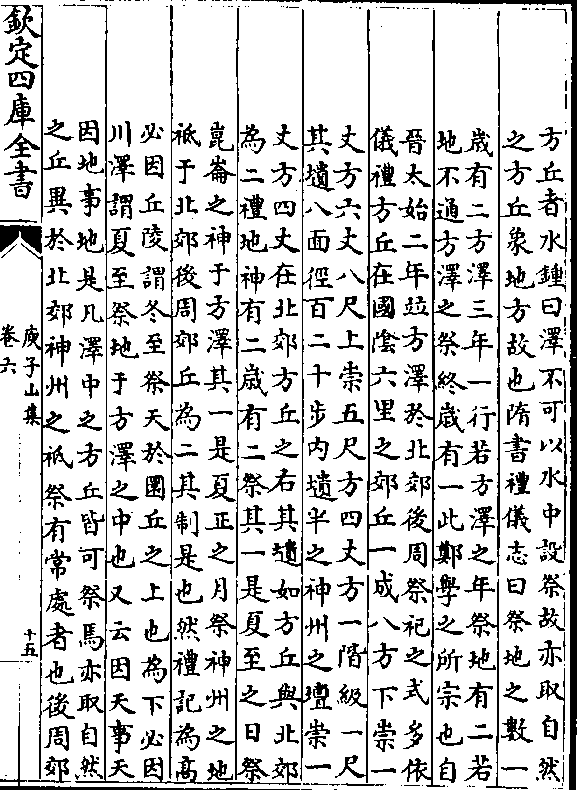 方丘者水鍾曰澤不可以水中設祭故亦取自然
之方丘象地方故也隋書禮儀志曰祭地之數一
歲有二方澤三年一行若方澤之年祭地有二若
地不通方澤之祭終歲有一此鄭學之所宗也自
晉太始二年竝方澤於北郊後周祭祀之式多依
儀禮方丘在國隂六里之郊丘一成八方下崇一
丈方六丈八尺上崇五尺方四丈方一階級一尺
其壝八面徑百二十步内壝半之神州之壇崇一
丈方四丈在北郊方丘之右其壝如方丘與北郊
為二禮地神有二歲有二祭其一是夏至之日祭
崑崙之神于方澤其一是夏正之月祭神州之地
祗于北郊後周郊丘為二其制是也然禮記為高
必因丘陵謂冬至祭天於圜丘之上也為下必因
川澤謂夏至祭地于方澤之中也又云因天事天
因地事地是凡澤中之方丘皆可祭焉亦取自然
之丘異於北郊神州之祇祭有常處者也後周郊
欽定四庫全書
庾子山集
卷六
十五